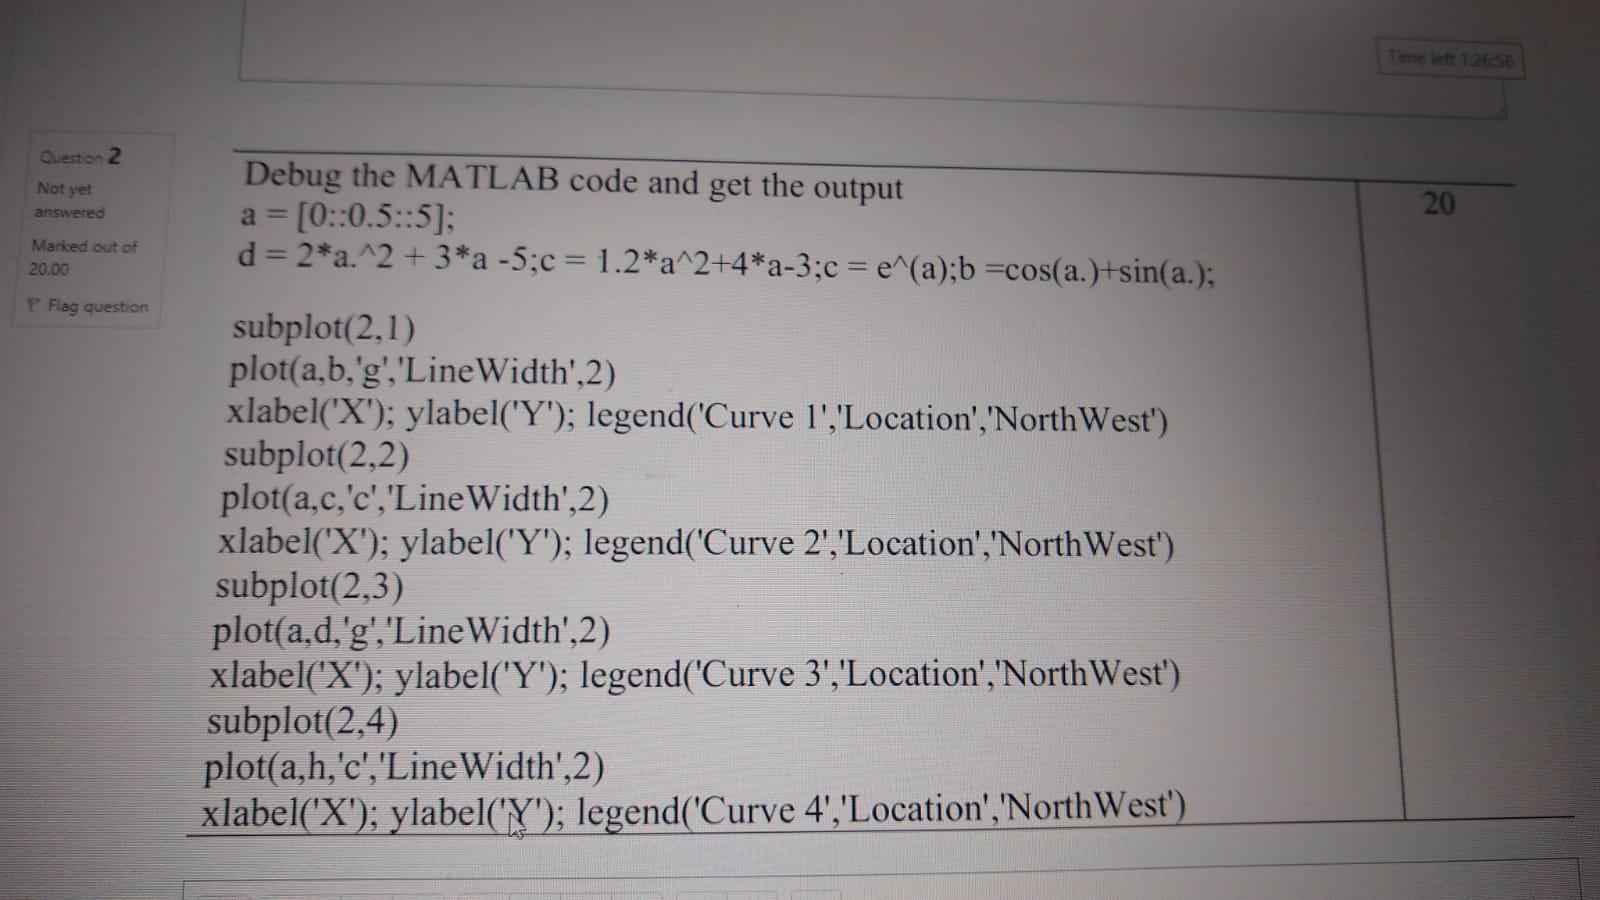 Time left 1:26:56
Question 2
Not yet
answered
Marked out of
20.00
Flag question
Debug the MATLAB code and get the output
20
a = [0::0.5::5];
d = 2*a.^2 + 3*a -5;c = 1.2*a^2+4*a-3;c = e^(a);b =cos(a.)+sin(a.);
subplot(2,1)
plot(a,b,'g','LineWidth',2)
xlabel('X'); ylabel('Y'); legend('Curve 1','Location','NorthWest')
subplot(2,2)
plot(a,c,'c','LineWidth',2)
xlabel('X'); ylabel('Y'); legend('Curve 2','Location','NorthWest')
subplot(2,3)
plot(a,d,'g','LineWidth',2)
xlabel('X'); ylabel('Y'); legend('Curve 3','Location','NorthWest')
subplot(2,4)
plot(a,h,'c','LineWidth',2)
xlabel('X'); ylabel('Y'); legend('Curve 4','Location','NorthWest')